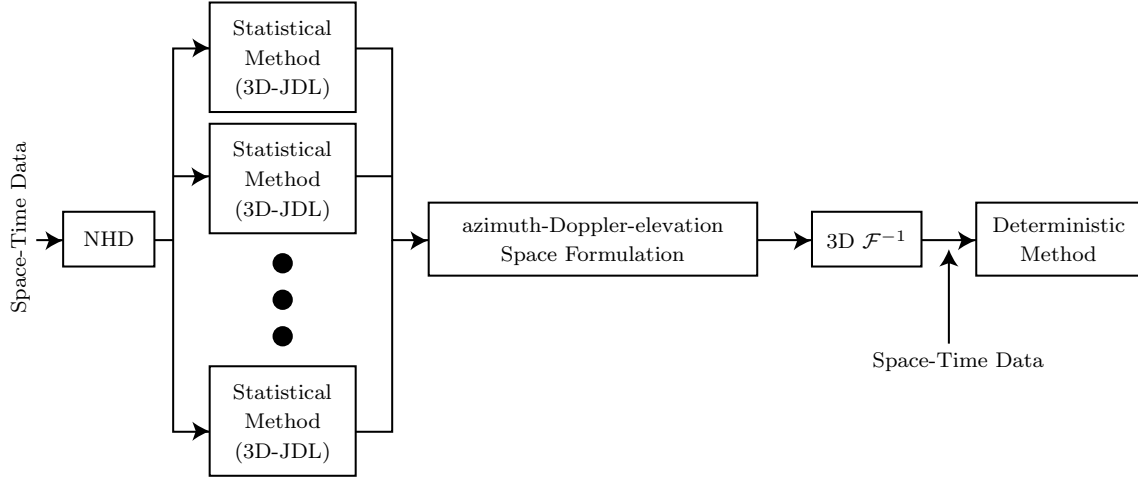 Space-Time Data
NHD
Statistical
Method
(3D-JDL)
Statistical
Method
(3D-JDL)
Statistical
Method
(3D-JDL)
azimuth-Doppler-elevation
Space Formulation
3D $\mathcal{F}^{-1}$
Space-Time Data
Deterministic
Method